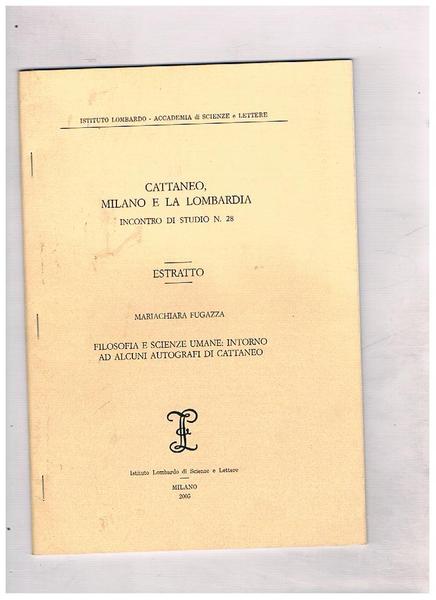 ISTITUTO LOMBARDO - ACCADEMIA di SCIENZE e LETTERE
CATTANEO,
MILANO E LA LOMBARDIA
INCONTRO DI STUDIO N. 28
ESTRATTO
MARIACHIARA FUGAZZA
FILOSOFIA E SCIENZE UMANE: INTORNO
AD ALCUNI AUTOGRAFI DI CATTANEO
Istituto Lombardo di Scienze e Lettere
MILANO
2005